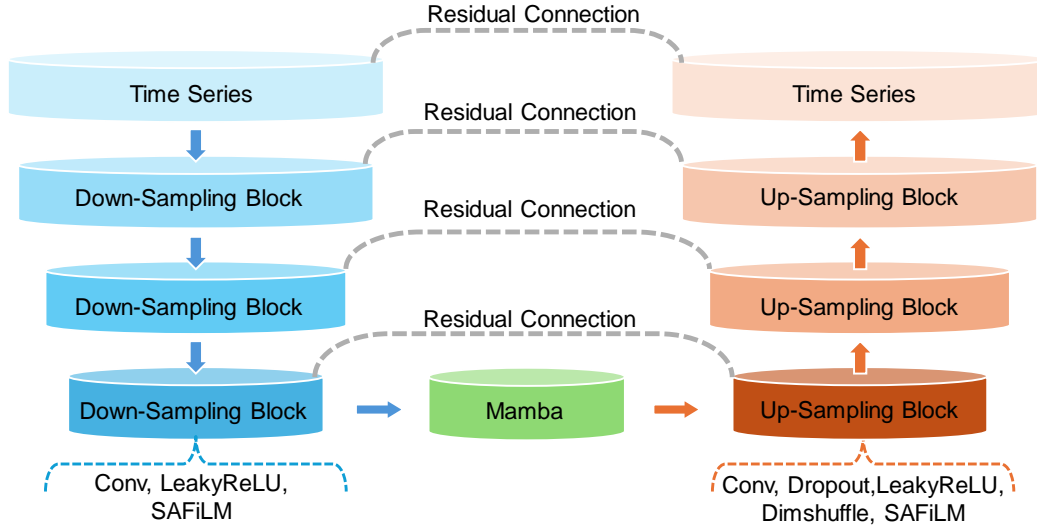 Residual Connection
Time Series
Time Series
Residual Connection
Down-Sampling Block
Up-Sampling Block
Residual Connection
Down-Sampling Block
Up-Sampling Block
Residual Connection
Down-Sampling Block
Mamba
Up-Sampling Block
Conv, LeakyReLU,
SAFiLM
Conv, Dropout,LeakyReLU,
Dimshuffle, SAFiLM